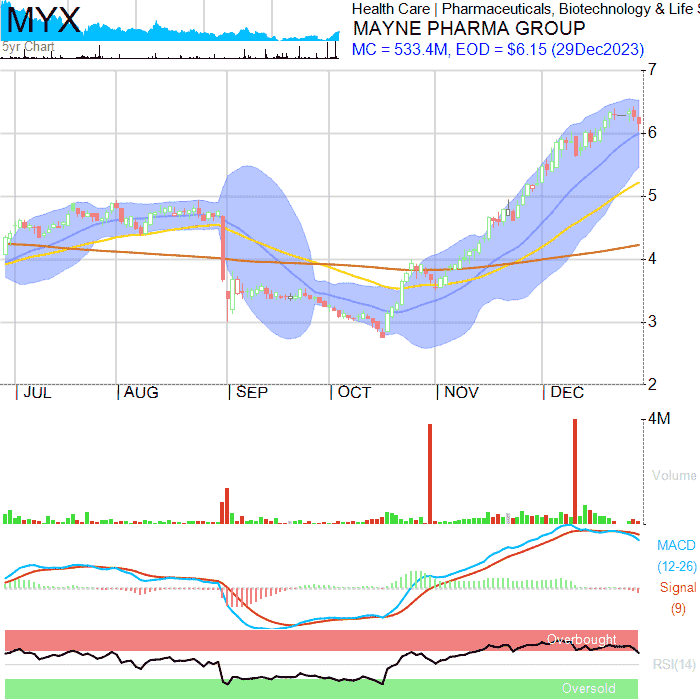 MYX
5yr Chart
Health Care | Pharmaceuticals, Biotechnology & Life S
MAYNE PHARMA GROUP
MC = 533.4M, EOD = $6.15 (29Dec2023)
7
6
5
4
3
2
JUL AUG SEP OCT NOV DEC
4M
Volume
MACD
(12-26)
Signal
(9)
Overbought
RSI(14)
Oversold